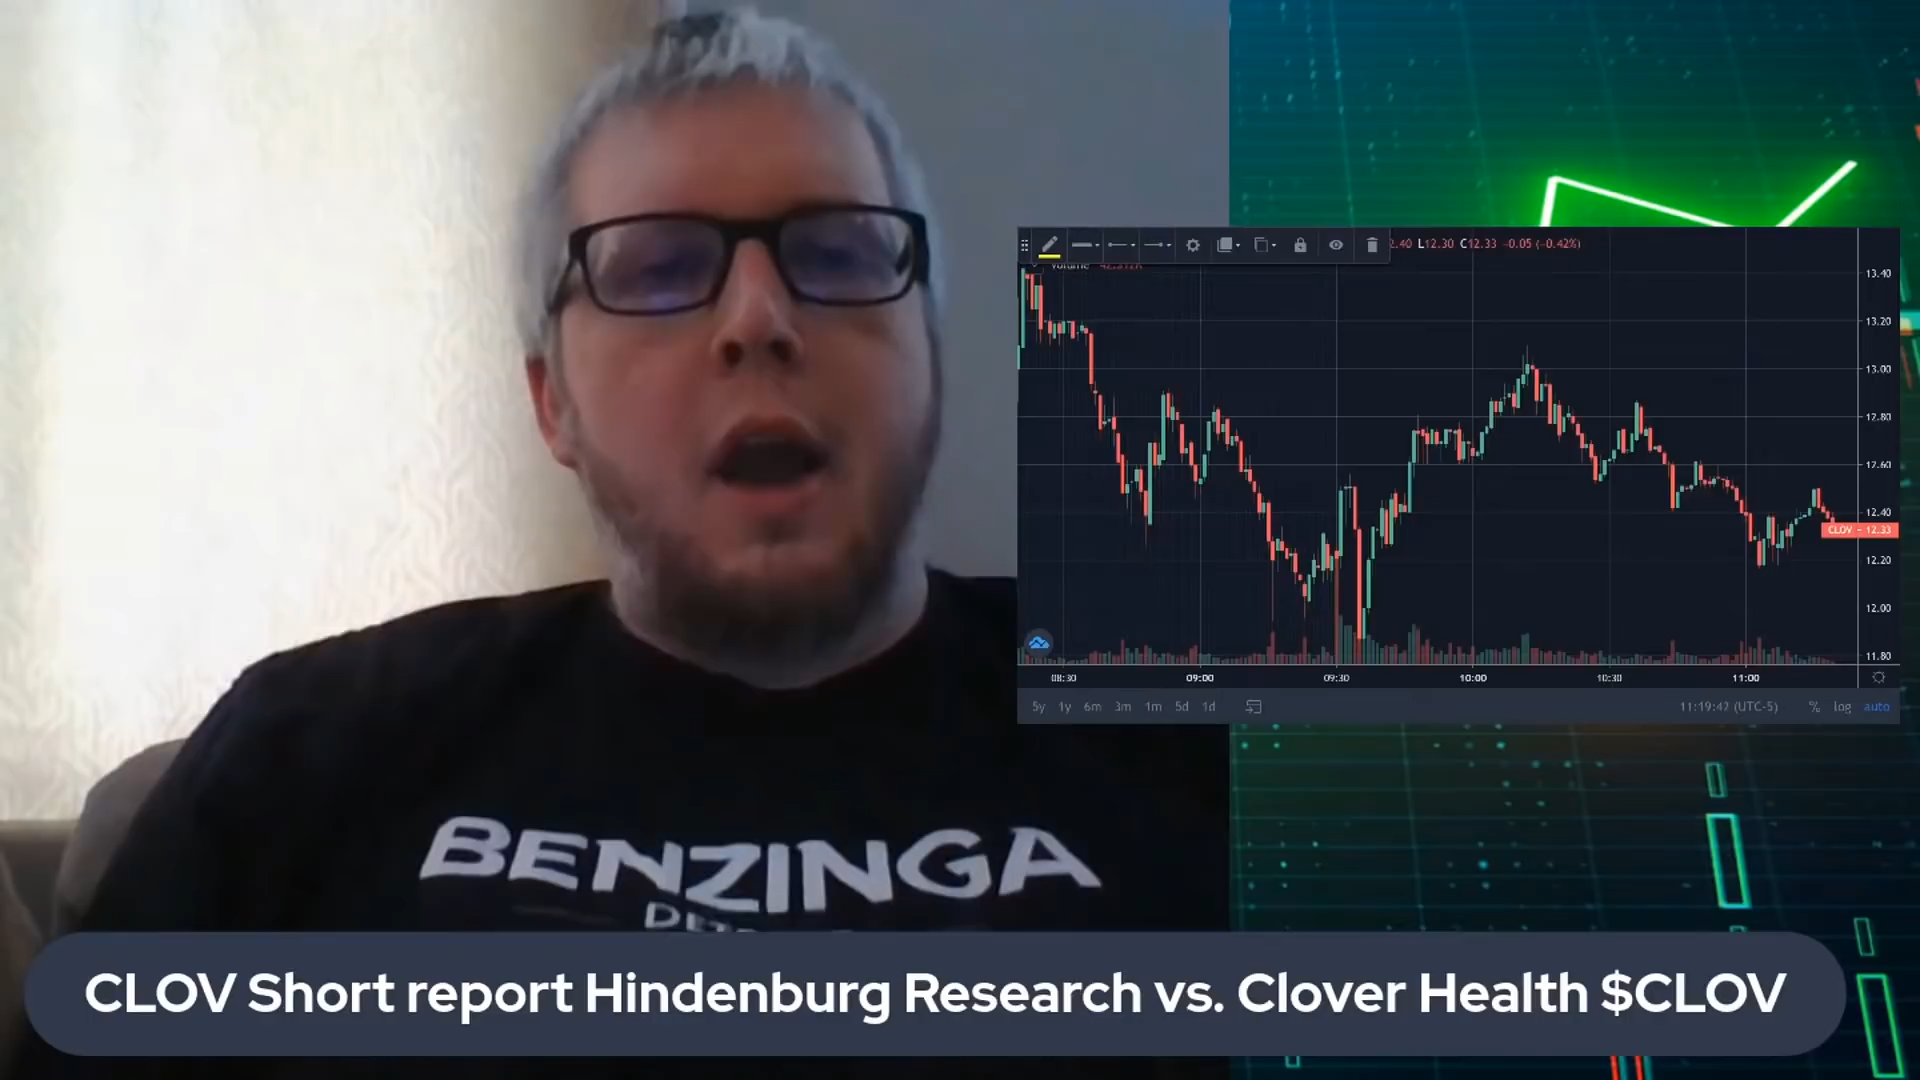 2.40 L12.30 C12.33 -0.05 (-0.42%)
Volume
13.40
13.20
13.00
12.80
12.60
12.40
CLOV - 12.33
12.20
12.00
11.80
08:30 09:00 09:30 10:00 10:30 11:00
5y 1y 6m 3m 1m 5d 1d 11:19:47 (UTC-5) % log auto
BENZINGA
CLOV Short report Hindenburg Research vs. Clover Health $CLOV